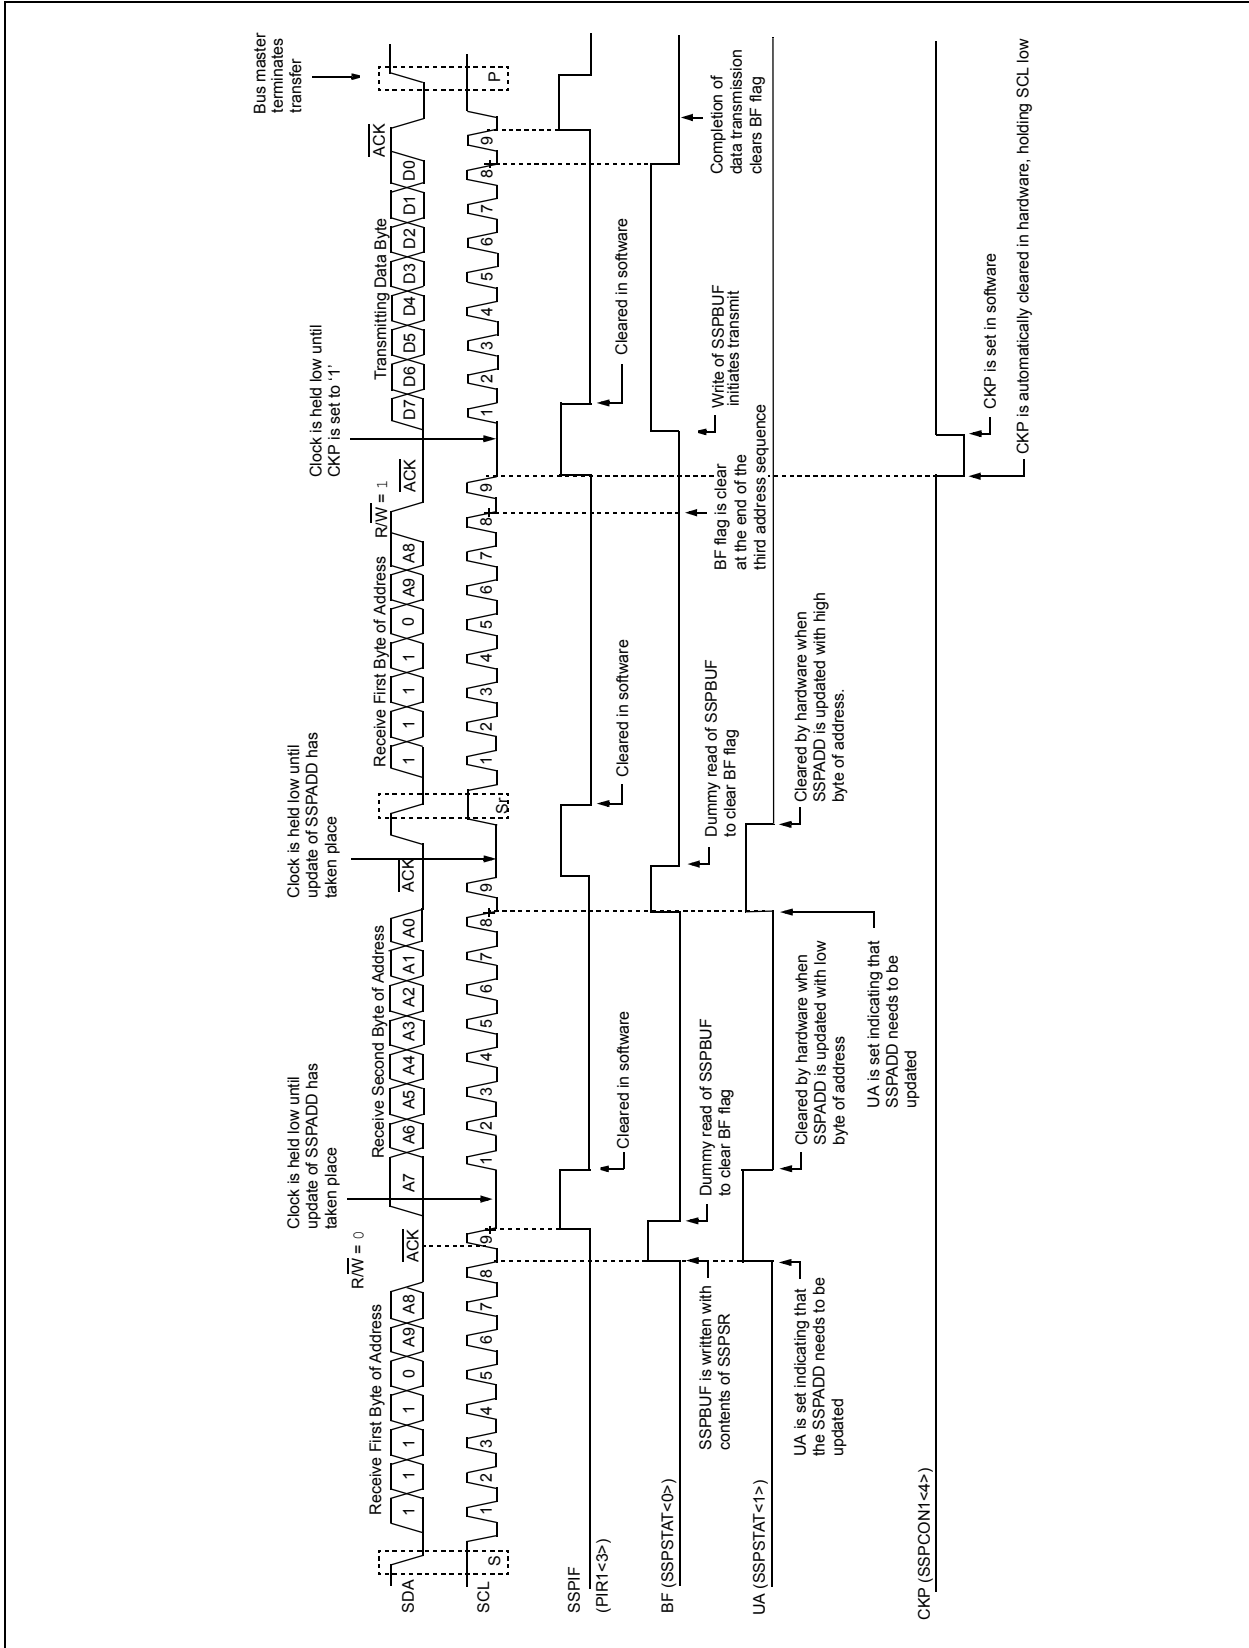 Bus master
terminates
transfer
Clock is held low until
CKP is set to ‘1’
Clock is held low until
update of SSPADD has
taken place
Clock is held low until
update of SSPADD has
taken place
R/W = 0
R/W = 1
Receive First Byte of Address
Receive Second Byte of Address
Receive First Byte of Address
Transmitting Data Byte
SDA
1 1 1 1 0 A9 A8 ACK
A7 A6 A5 A4 A3 A2 A1 A0 ACK
1 1 1 1 0 A9 A8 ACK
D7 D6 D5 D4 D3 D2 D1 D0 ACK
SCL
S 1 2 3 4 5 6 7 8 9
1 2 3 4 5 6 7 8 9
Sr 1 2 3 4 5 6 7 8 9
1 2 3 4 5 6 7 8 9 P
SSPIF
(PIR1<3>)
Cleared in software
Cleared in software
Cleared in software
BF (SSPSTAT<0>)
SSPBUF is written with
contents of SSPSR
Dummy read of SSPBUF
to clear BF flag
Dummy read of SSPBUF
to clear BF flag
BF flag is clear
at the end of the
third address sequence
Write of SSPBUF
initiates transmit
Completion of
data transmission
clears BF flag
UA (SSPSTAT<1>)
UA is set indicating that
the SSPADD needs to be
updated
Cleared by hardware when
SSPADD is updated with low
byte of address
UA is set indicating that
SSPADD needs to be
updated
Cleared by hardware when
SSPADD is updated with high
byte of address.
CKP (SSPCON1<4>)
CKP is set in software
CKP is automatically cleared in hardware, holding SCL low